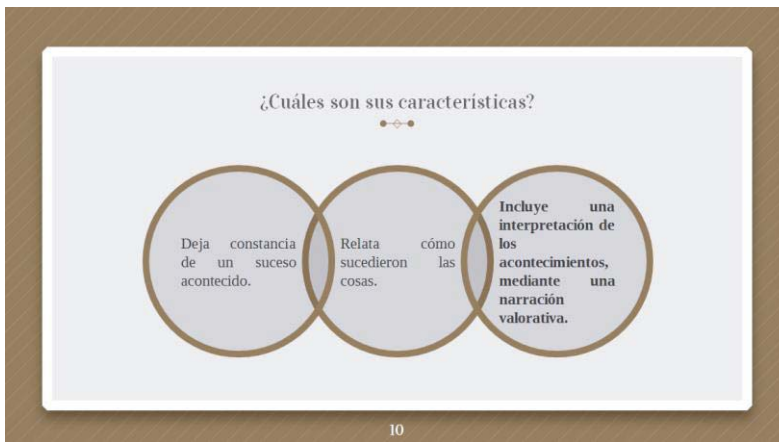 ¿Cuáles son sus características?
Deja constancia
de un suceso
acontecido.
Relata cómo
sucedieron las
cosas.
Incluye una
interpretación de
los
acontecimientos,
mediante una
narración
valorativa.
10